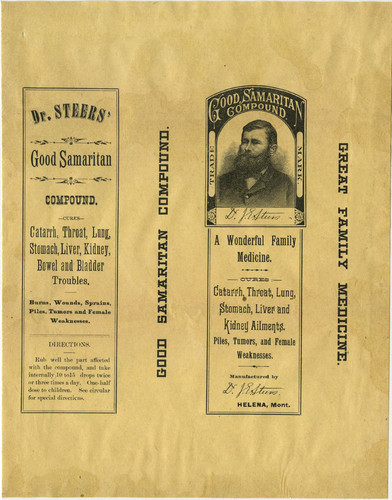 Dr. STEERS'
Good Samaritan
COMPOUND.
—CURES—
Catarrh, Throat, Lung,
Stomach, Liver, Kidney,
Bowel and Bladder
Troubles.
Burns, Wounds, Sprains,
Piles, Tumors and Female
Weaknesses.
DIRECTIONS.
Rub well the part affected
with the compound, and take
internally 10 to 15 drops twice
or three times a day. One-half
dose to children. See circular
for special directions.
GOOD SAMARITAN COMPOUND.
GOOD SAMARITAN
COMPOUND.
TRADE MARK.
Dr. J. E. Steers.
A Wonderful Family
Medicine.
CURES
Catarrh, Throat, Lung,
Stomach, Liver and
Kidney Ailments.
Piles, Tumors, and Female
Weaknesses.
Manufactured by
Dr. J. E. Steers.
HELENA, Mont.
GREAT FAMILY MEDICINE.